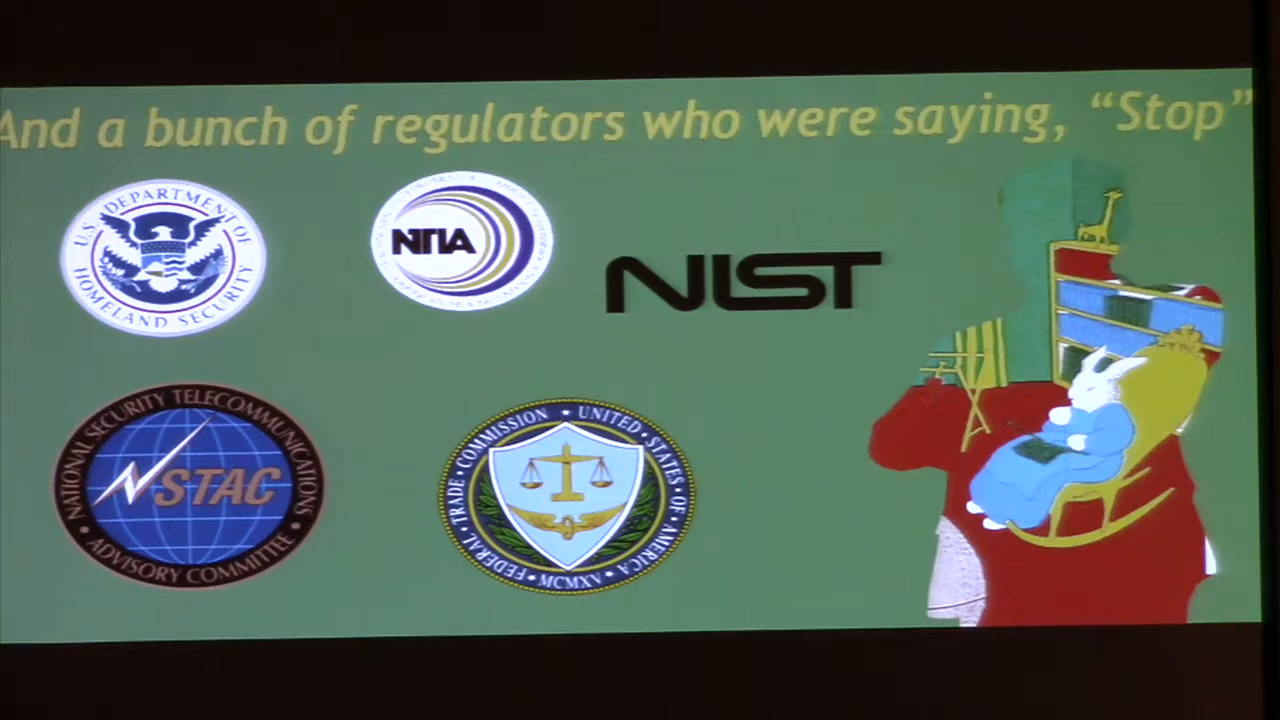 And a bunch of regulators who were saying, “Stop”
U.S. DEPARTMENT OF
HOMELAND SECURITY
NTIA
NIST
NATIONAL SECURITY TELECOMMUNICATIONS
NSTAC
• ADVISORY COMMITTEE •
FEDERAL • TRADE • COMMISSION ★ UNITED • STATES • OF • AMERICA
• MCMXV •